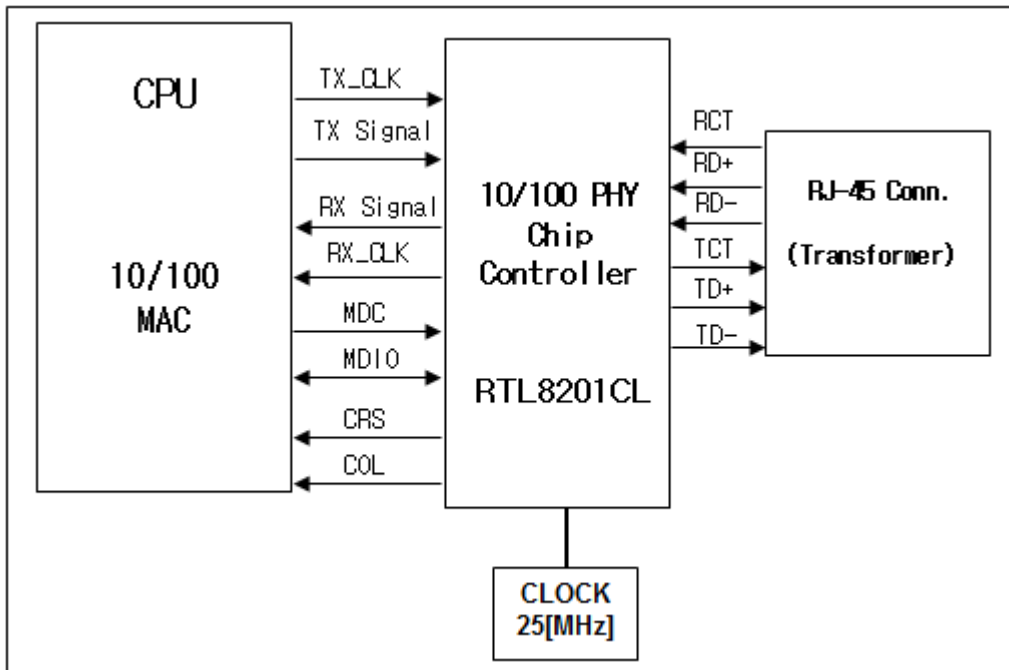 CPU
10/100
MAC
TX_CLK
TX Signal
RX Signal
RX_CLK
MDC
MDIO
CRS
COL
10/100 PHY
Chip
Controller
RTL8201CL
RCT
RD+
RD-
TCT
TD+
TD-
RJ-45 Conn.
(Transformer)
CLOCK
25[MHz]